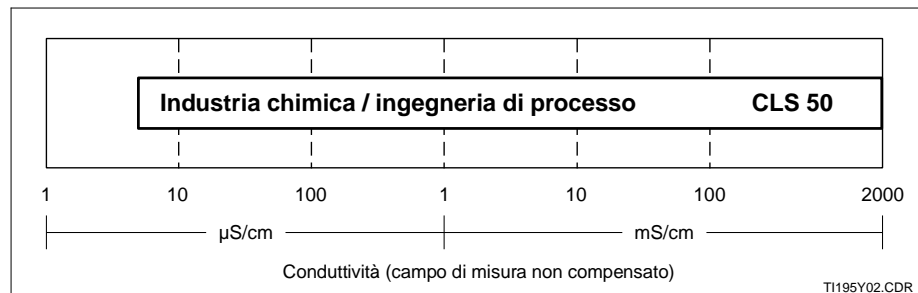 Industria chimica / ingegneria di processo CLS 50
1 10 100 1 10 100 2000
µS/cm mS/cm
Conduttività (campo di misura non compensato)
TI195Y02.CDR